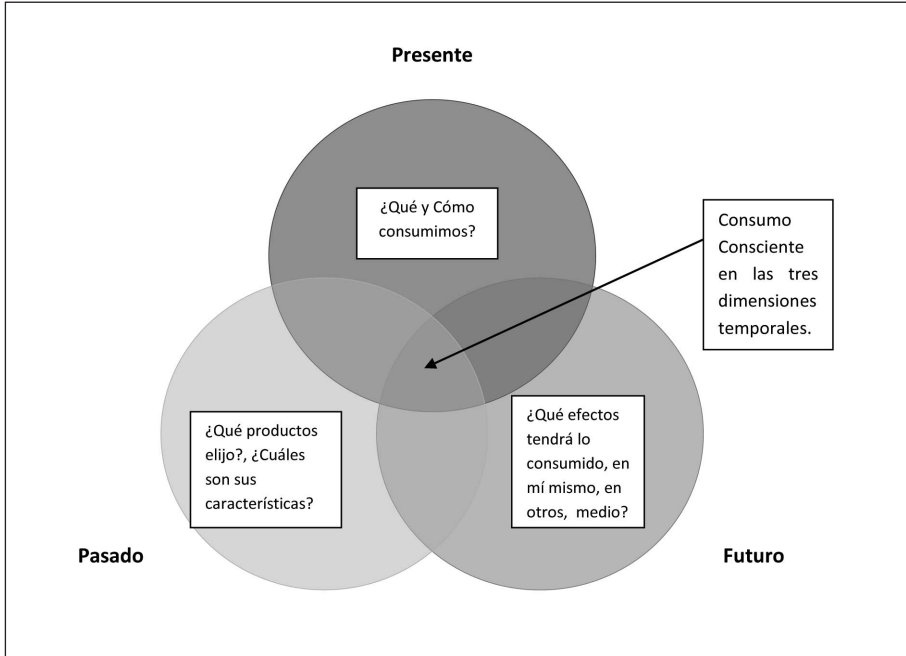 Presente
¿Qué y Cómo
consumimos?
Consumo
Consciente
en las tres
dimensiones
temporales.
¿Qué productos
elijo?, ¿Cuáles
son sus
características?
¿Qué efectos
tendrá lo
consumido, en
mí mismo, en
otros, medio?
Pasado
Futuro